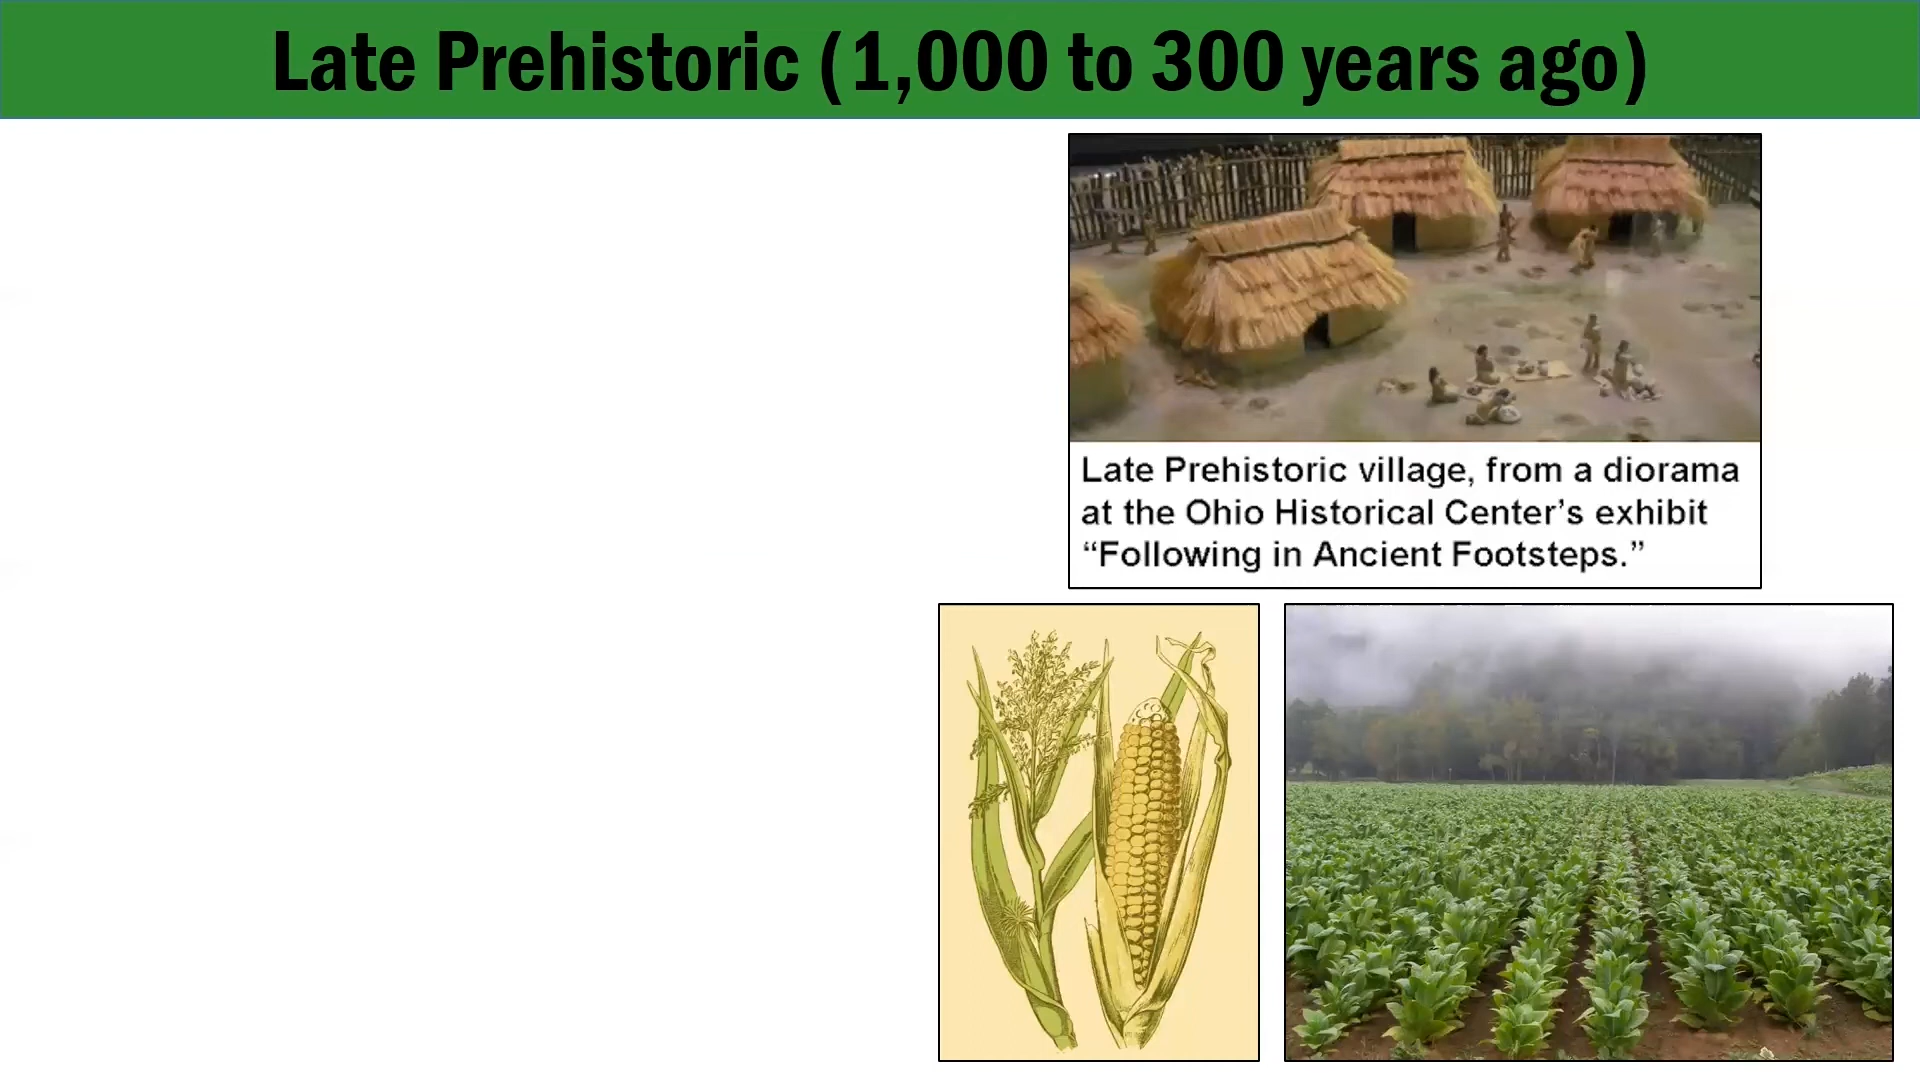 Late Prehistoric (1,000 to 300 years ago)
Late Prehistoric village, from a diorama
at the Ohio Historical Center’s exhibit
“Following in Ancient Footsteps.”